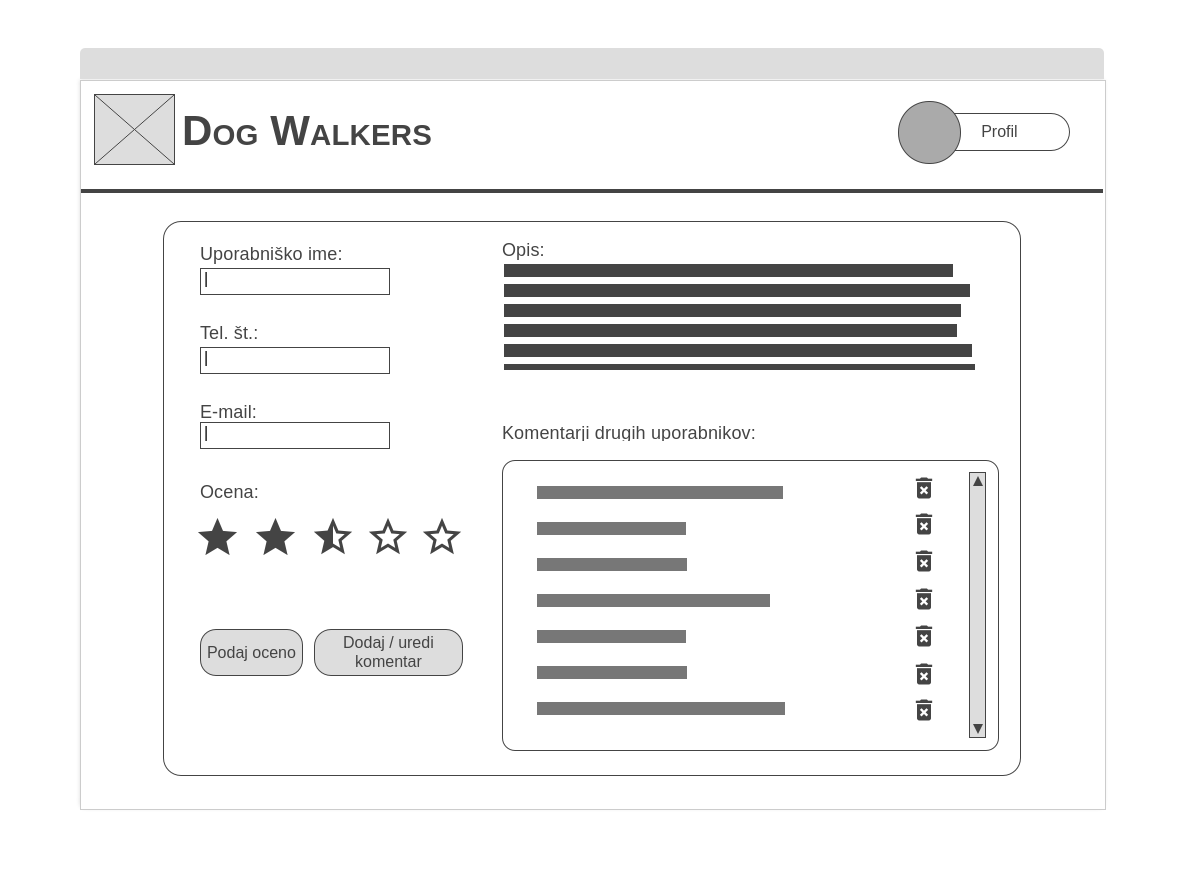 Dog Walkers
Profil
Uporabniško ime:
Tel. št.:
E-mail:
Ocena:
Podaj oceno
Dodaj / uredi
komentar
Opis:
Komentarji drugih uporabnikov: